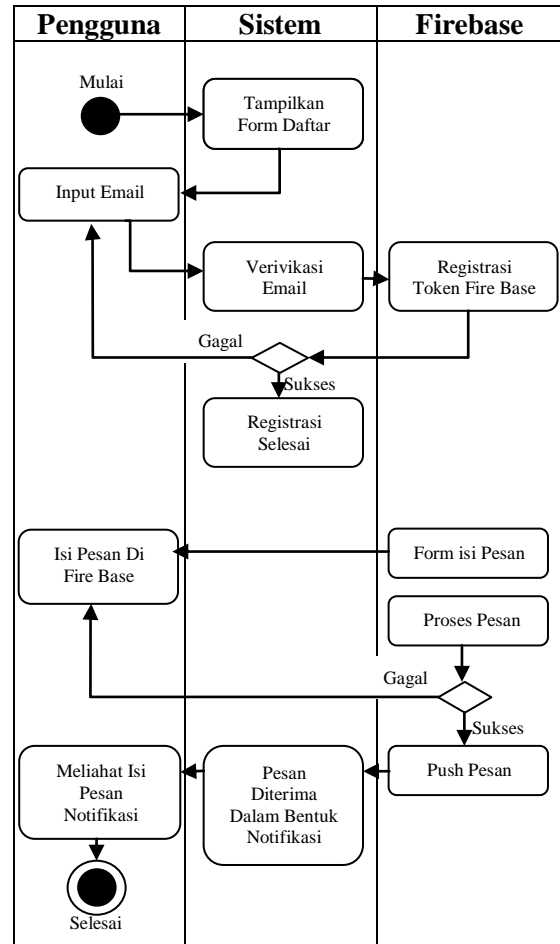 Pengguna
Sistem
Firebase
Mulai
Tampilkan
Form Daftar
Input Email
Verivikasi
Email
Registrasi
Token Fire Base
Gagal
Sukses
Registrasi
Selesai
Isi Pesan Di
Fire Base
Form isi Pesan
Proses Pesan
Gagal
Sukses
Meliahat Isi
Pesan
Notifikasi
Pesan
Diterima
Dalam Bentuk
Notifikasi
Push Pesan
Selesai